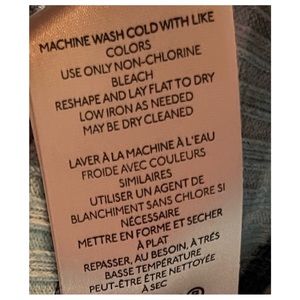 MACHINE WASH COLD WITH LIKE
COLORS
USE ONLY NON-CHLORINE
BLEACH
RESHAPE AND LAY FLAT TO DRY
LOW IRON AS NEEDED
MAY BE DRY CLEANED
LAVER À LA MACHINE À L'EAU
FROIDE AVEC COULEURS
SIMILAIRES
UTILISER UN AGENT DE
BLANCHIMENT SANS CHLORE SI
NÉCESSAIRE
METTRE EN FORME ET SECHER
À PLAT
REPASSER, AU BESOIN, À TRÉS
BASSE TEMPÉRATURE
PEUT-ÊTRE ÊTRE NETTOYÉE
À SEC